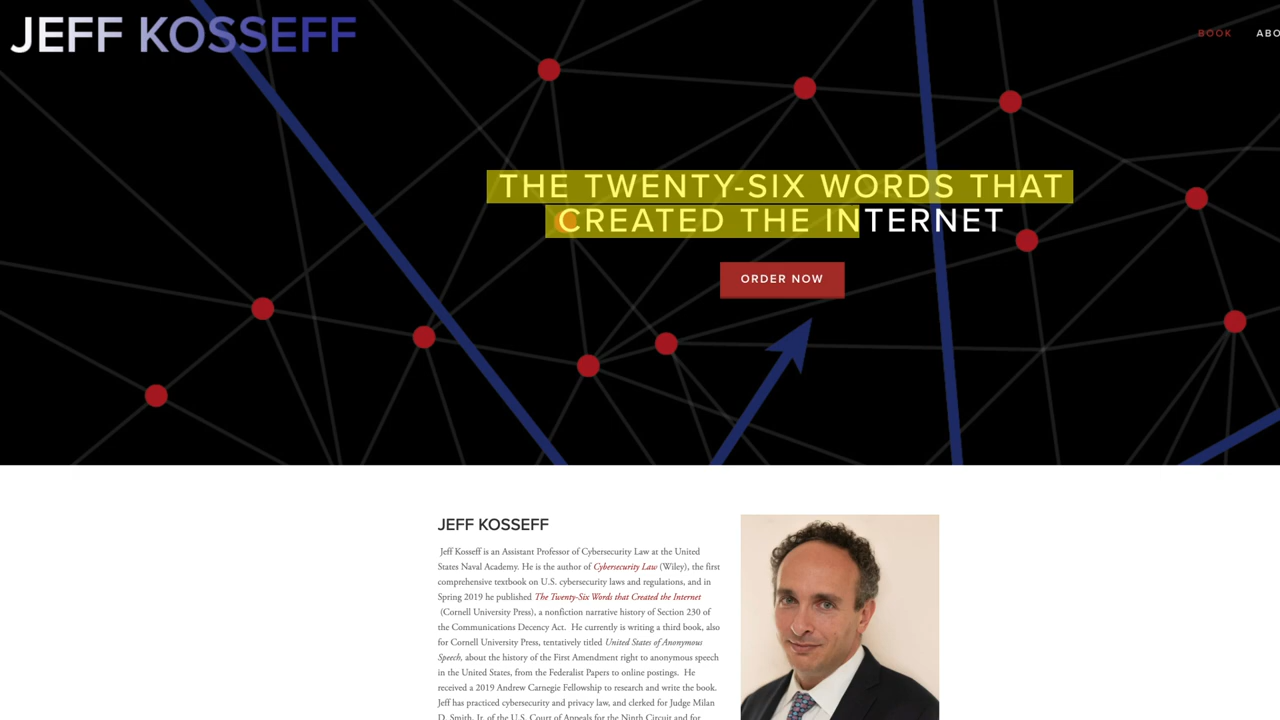 JEFF KOSSEFF
BOOK ABO
THE TWENTY-SIX WORDS THAT
CREATED THE INTERNET
ORDER NOW
JEFF KOSSEFF
Jeff Kosseff is an Assistant Professor of Cybersecurity Law at the United
States Naval Academy. He is the author of Cybersecurity Law (Wiley), the first
comprehensive textbook on U.S. cybersecurity laws and regulations, and in
Spring 2019 he published The Twenty-Six Words that Created the Internet
(Cornell University Press), a nonfiction narrative history of Section 230 of
the Communications Decency Act. He currently is writing a third book, also
for Cornell University Press, tentatively titled United States of Anonymous
Speech, about the history of the First Amendment right to anonymous speech
in the United States, from the Federalist Papers to online postings. He
received a 2019 Andrew Carnegie Fellowship to research and write the book.
Jeff has practiced cybersecurity and privacy law, and clerked for Judge Milan
D. Smith, Jr. of the U.S. Court of Appeals for the Ninth Circuit and for